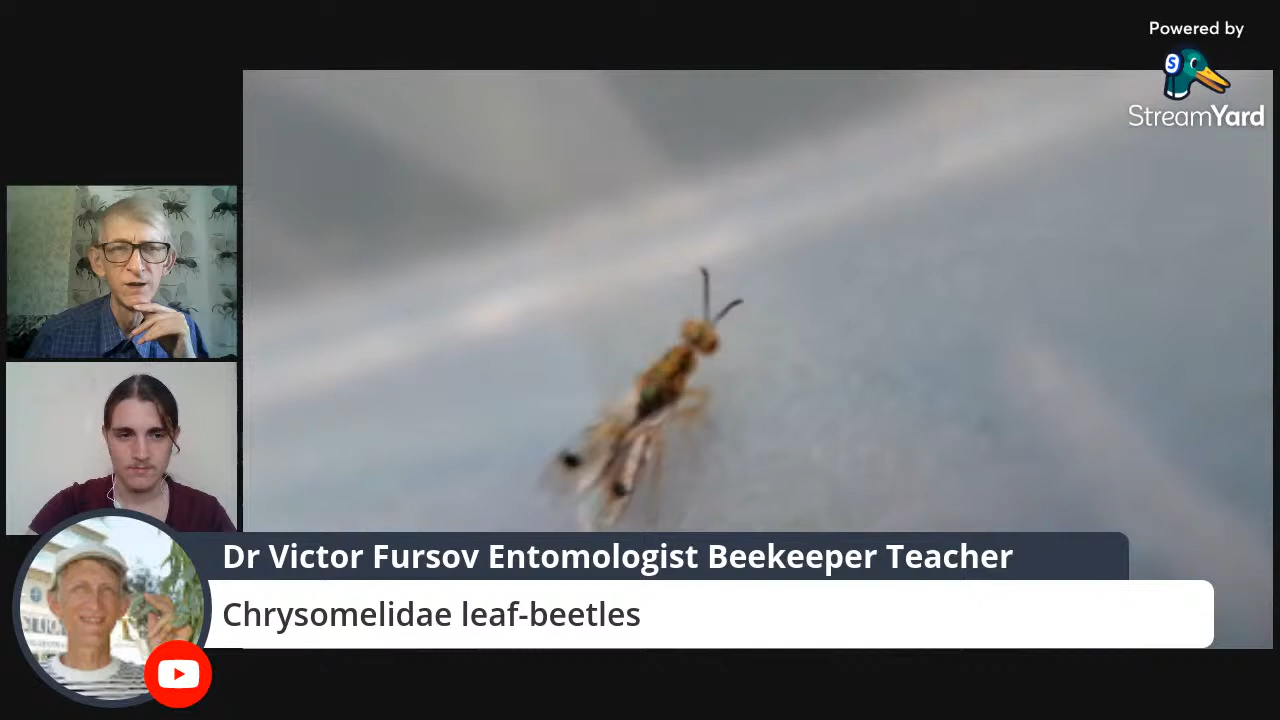 Powered by
StreamYard
Dr Victor Fursov Entomologist Beekeeper Teacher
Chrysomelidae leaf-beetles